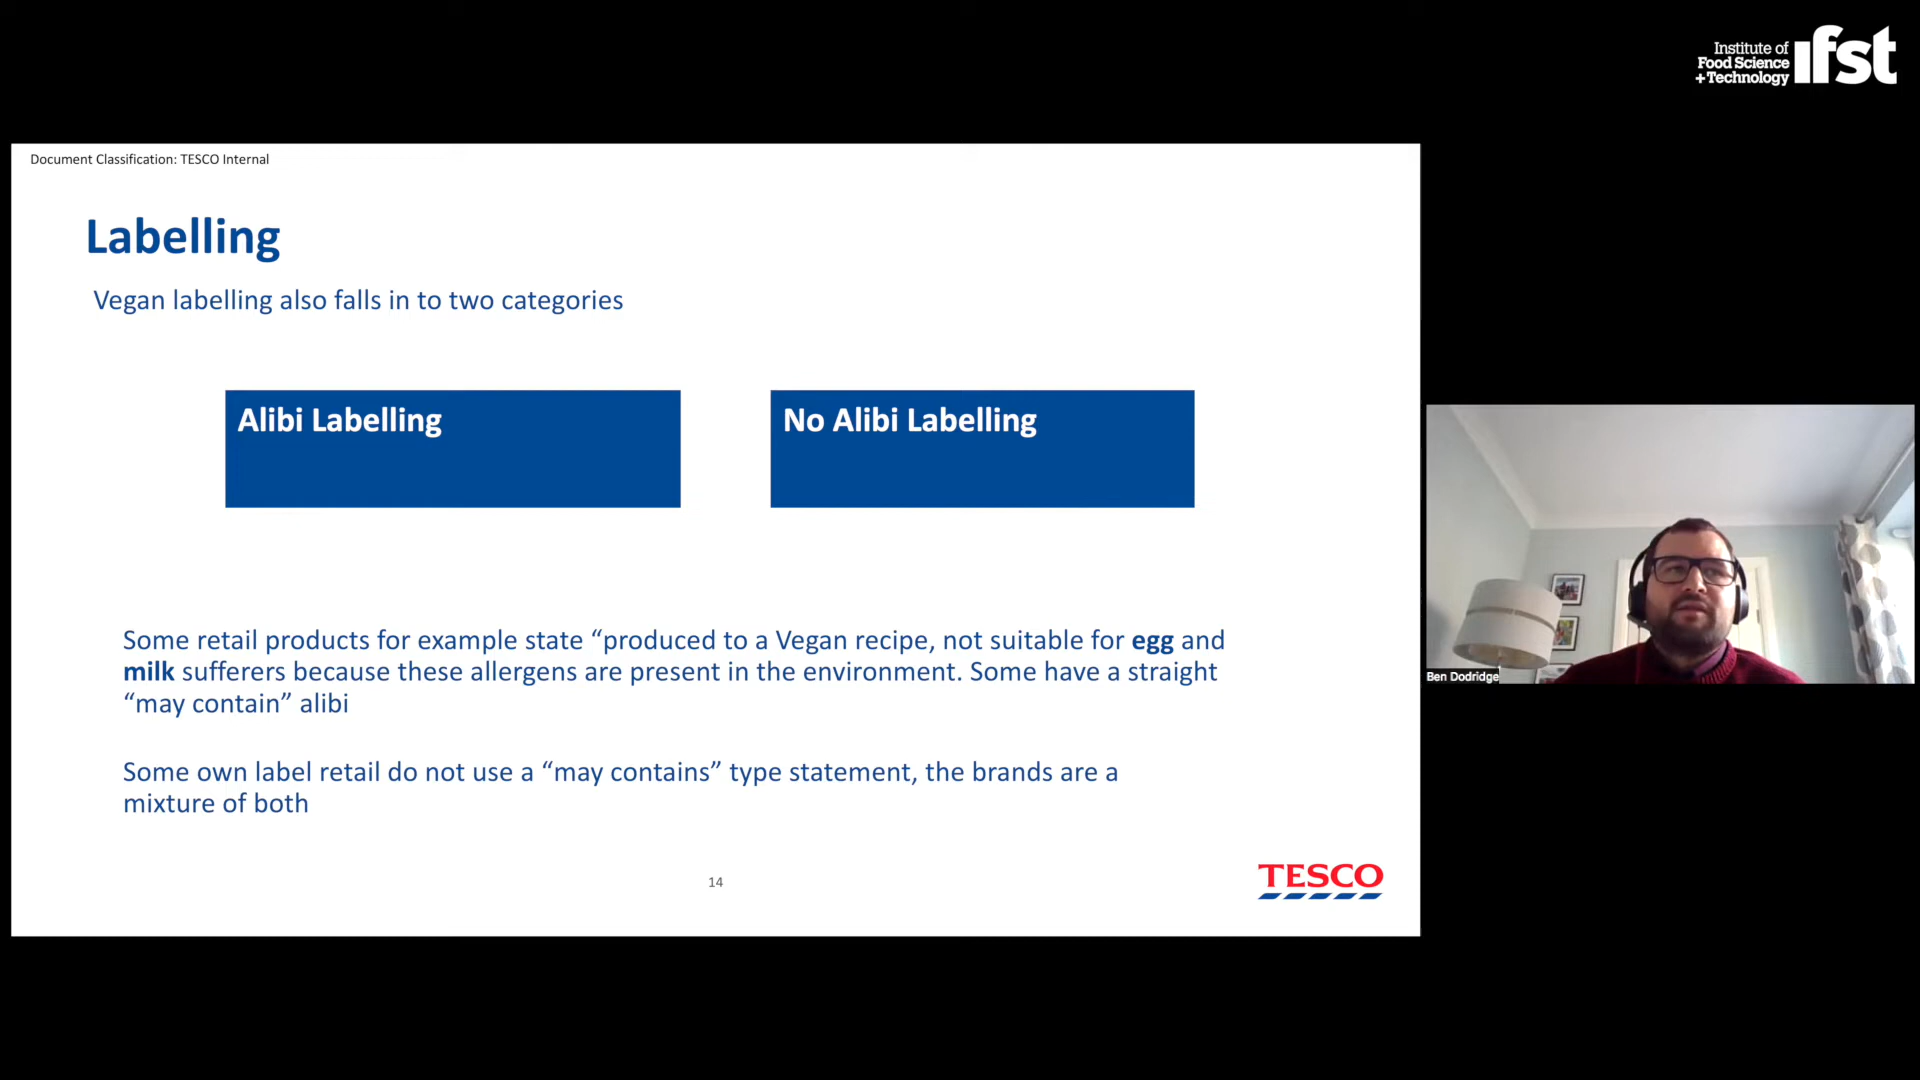 Institute of
Food Science
+Technology
ifst
Document Classification: TESCO Internal
Labelling
Vegan labelling also falls in to two categories
Alibi Labelling
No Alibi Labelling
Some retail products for example state “produced to a Vegan recipe, not suitable for egg and
milk sufferers because these allergens are present in the environment. Some have a straight
“may contain” alibi
Some own label retail do not use a “may contains” type statement, the brands are a
mixture of both
14
TESCO
Ben Dodridge